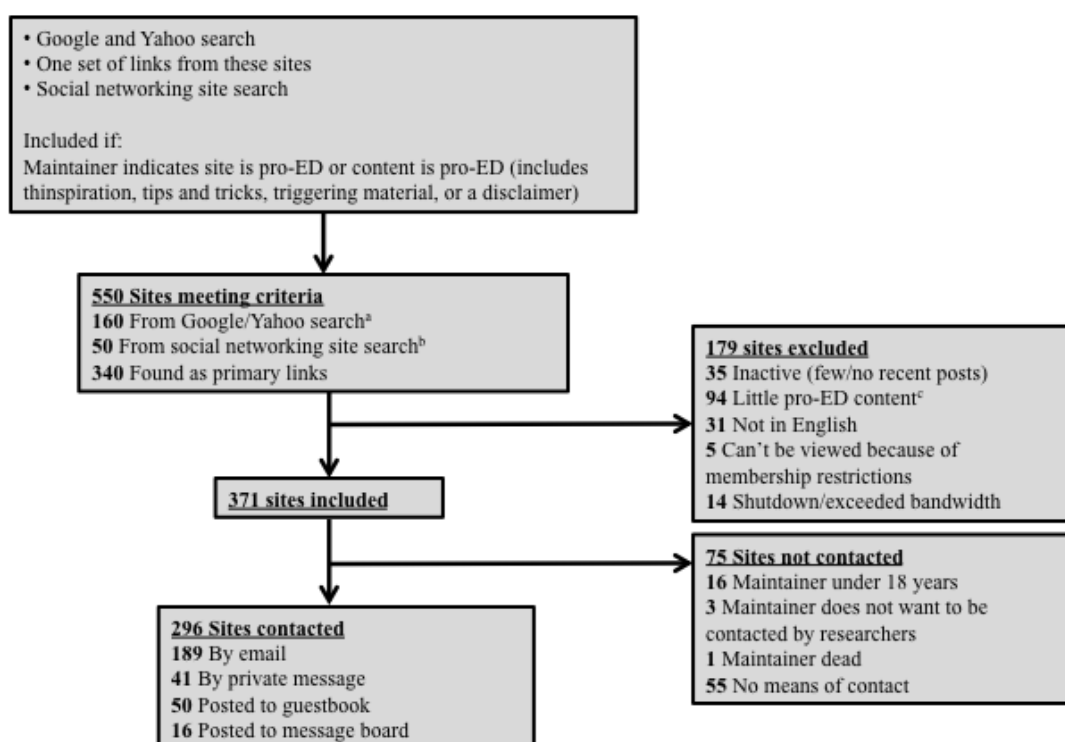 • Google and Yahoo search
• One set of links from these sites
• Social networking site search
Included if:
Maintainer indicates site is pro-ED or content is pro-ED (includes
thinspiration, tips and tricks, triggering material, or a disclaimer)
550 Sites meeting criteria
160 From Google/Yahoo searchᵃ
50 From social networking site searchᵇ
340 Found as primary links
179 sites excluded
35 Inactive (few/no recent posts)
94 Little pro-ED contentᶜ
31 Not in English
5 Can't be viewed because of
membership restrictions
14 Shutdown/exceeded bandwidth
371 sites included
75 Sites not contacted
16 Maintainer under 18 years
3 Maintainer does not want to be
contacted by researchers
1 Maintainer dead
55 No means of contact
296 Sites contacted
189 By email
41 By private message
50 Posted to guestbook
16 Posted to message board